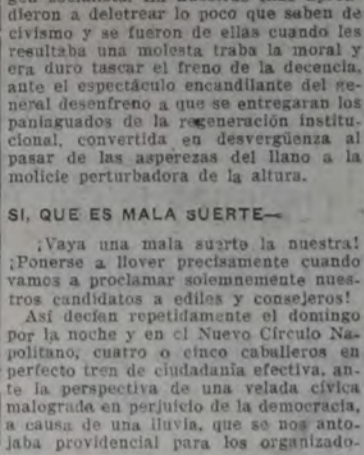 dieron a deletrear lo poco que saben de
civismo y se fueron de ellas cuando les
resultaba una molesta traba la moral y
era duro tascar el freno de la decencia,
ante el espectáculo encandilante del ge-
neral desenfreno a que se entregaran los
paniaguados de la regeneración institu-
cional, convertida en desvergüenza al
pasar de las asperezas del llano a la
molicie perturbadora de la altura.
SI, QUE ES MALA SUERTE—
¡Vaya una mala suerte la nuestra!
¡Ponerse a llover precisamente cuando
vamos a proclamar solemnemente nues-
tros candidatos a ediles y consejeros!
Así decían repetidamente el domingo
por la noche y en el Nuevo Círculo Na-
politano, cuatro o cinco caballeros en
perfecto tren de ciudadanía efectiva, an-
te la perspectiva de una velada cívica
malograda en perjuicio de la democracia,
a causa de una lluvia, que se nos anto-
jaba providencial para los organizado-